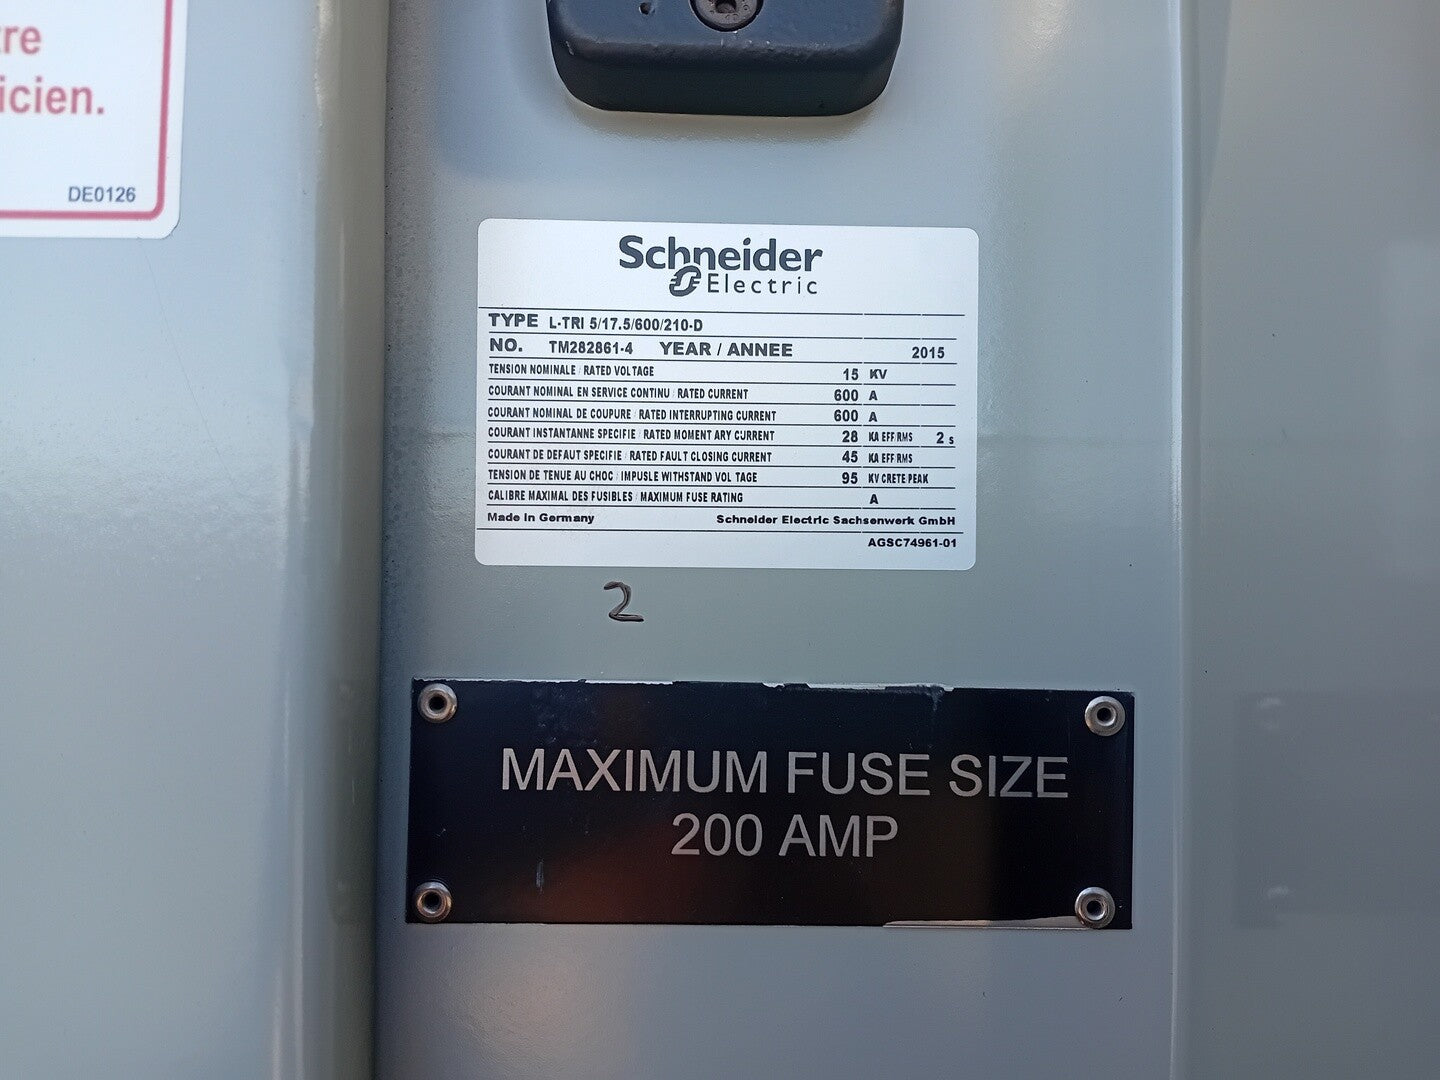 tre
icien.
DE0126
Schneider
Electric
TYPE L-TRI 5/17.5/600/210-D
NO. TM282861-4 YEAR / ANNEE 2015
TENSION NOMINALE / RATED VOLTAGE 15 KV
COURANT NOMINAL EN SERVICE CONTINU / RATED CURRENT 600 A
COURANT NOMINAL DE COUPURE / RATED INTERRUPTING CURRENT 600 A
COURANT INSTANTANNE SPECIFIE / RATED MOMENT ARY CURRENT 28 KA EFF/RMS 2 s
COURANT DE DEFAUT SPECIFIE / RATED FAULT CLOSING CURRENT 45 KA EFF/RMS
TENSION DE TENUE AU CHOC / IMPUSLE WITHSTAND VOL TAGE 95 KV CRETE PEAK
CALIBRE MAXIMAL DES FUSIBLES / MAXIMUM FUSE RATING A
Made in Germany Schneider Electric Sachsenwerk GmbH
AGSC74961-01
2
MAXIMUM FUSE SIZE
200 AMP